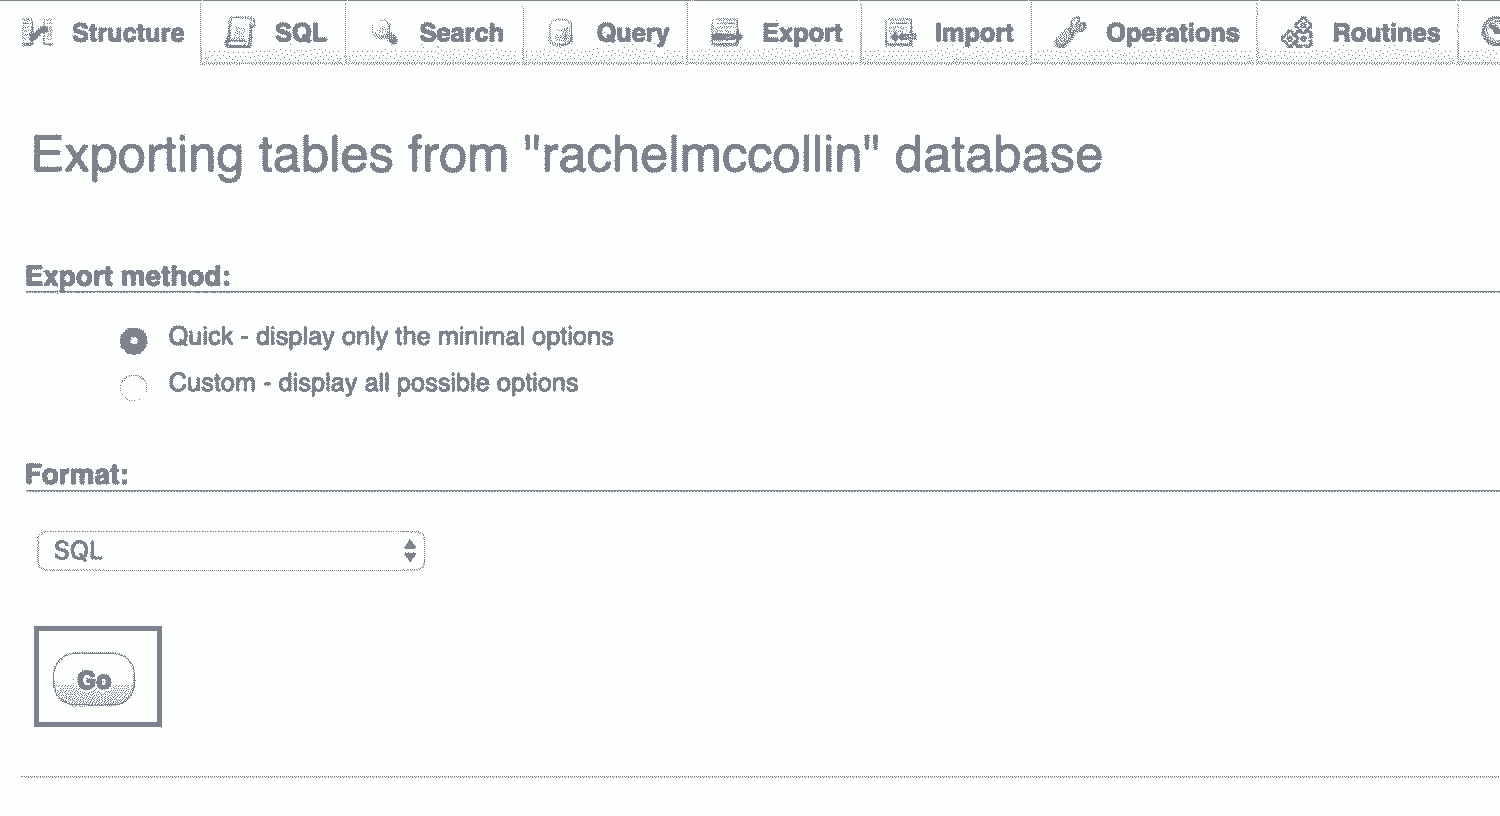 Structure SQL Search Query Export Import Operations Routines
Exporting tables from "rachelmccollin" database
Export method:
Quick - display only the minimal options
Custom - display all possible options
Format:
SQL
Go